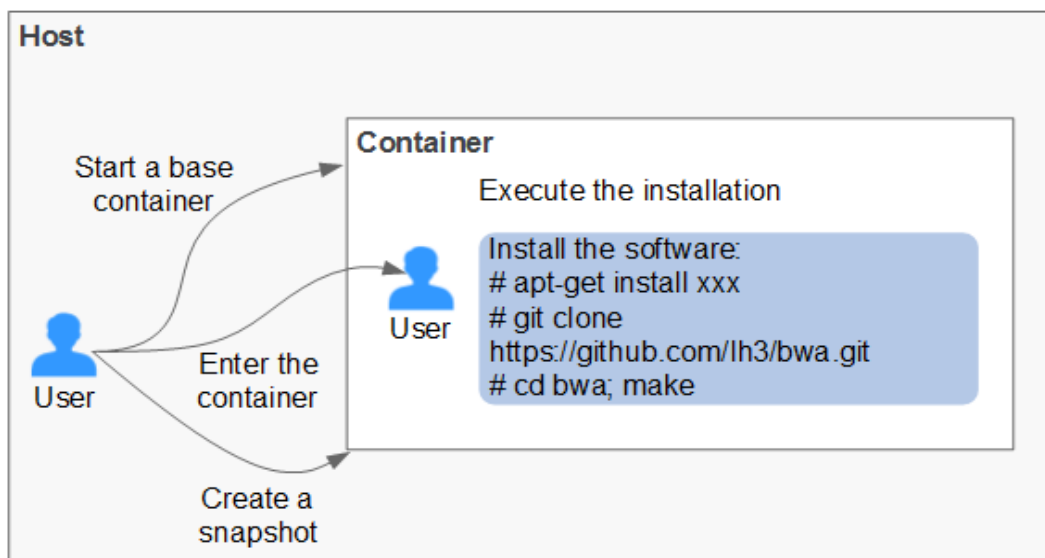 Host
Container
Start a base
container
Execute the installation
Install the software:
# apt-get install xxx
# git clone
https://github.com/lh3/bwa.git
# cd bwa; make
User
Enter the
container
User
Create a
snapshot